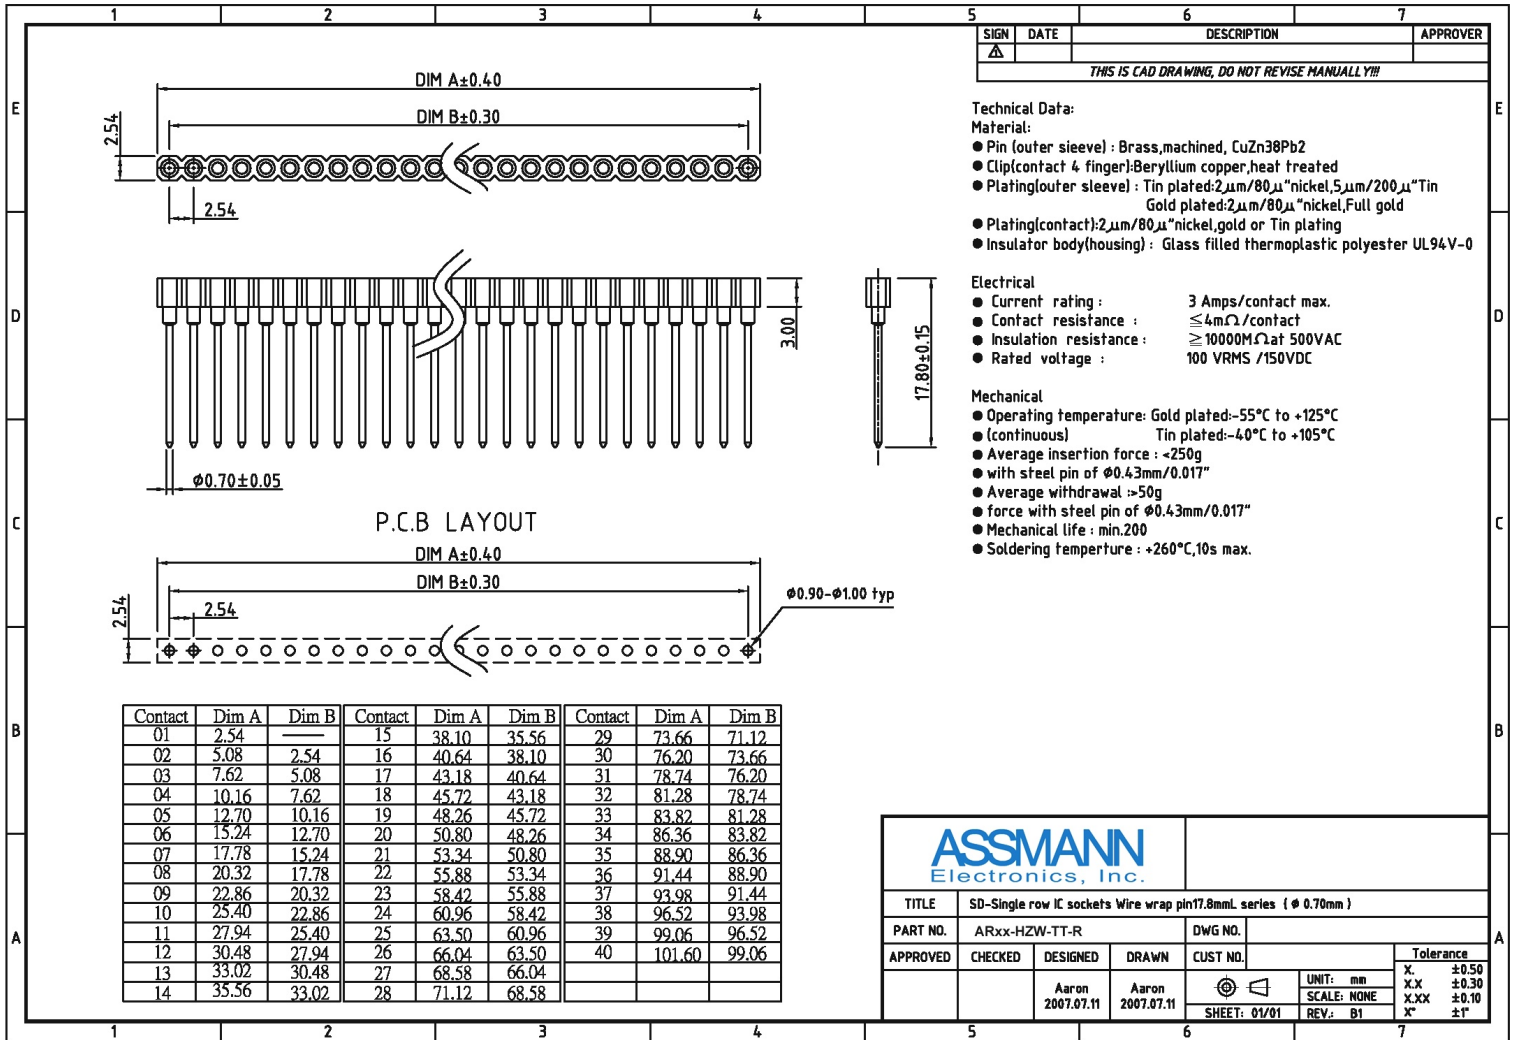 1 2 3 4 5 6 7
SIGN DATE DESCRIPTION APPROVER
1
THIS IS CAD DRAWING, DO NOT REVISE MANUALLY!!!
E E
D D
C C
B B
A A
DIM A±0.40
DIM B±0.30
2.54
2.54
3.00
17.80±0.15
ϕ0.70±0.05
Technical Data:
Material:
● Pin (outer sieeve) : Brass,machined, CuZn38Pb2
● Clip(contact 4 finger):Beryllium copper,heat treated
● Plating(outer sleeve) : Tin plated:2µm/80µ"nickel,5µm/200µ"Tin
Gold plated:2µm/80µ"nickel,Full gold
● Plating(contact):2µm/80µ"nickel,gold or Tin plating
● Insulator body(housing) : Glass filled thermoplastic polyester UL94V-0
Electrical
● Current rating : 3 Amps/contact max.
● Contact resistance : ≦4mΩ/contact
● Insulation resistance : ≧10000MΩat 500VAC
● Rated voltage : 100 VRMS /150VDC
Mechanical
● Operating temperature: Gold plated:-55°C to +125°C
● (continuous) Tin plated:-40°C to +105°C
● Average insertion force : <250g
● with steel pin of ϕ0.43mm/0.017"
● Average withdrawal :>50g
● force with steel pin of ϕ0.43mm/0.017"
● Mechanical life : min.200
● Soldering temperture : +260°C,10s max.
P.C.B LAYOUT
DIM A±0.40
DIM B±0.30
2.54
2.54
ϕ0.90-ϕ1.00 typ
Contact Dim A Dim B Contact Dim A Dim B Contact Dim A Dim B
01 2.54 —— 15 38.10 35.56 29 73.66 71.12
02 5.08 2.54 16 40.64 38.10 30 76.20 73.66
03 7.62 5.08 17 43.18 40.64 31 78.74 76.20
04 10.16 7.62 18 45.72 43.18 32 81.28 78.74
05 12.70 10.16 19 48.26 45.72 33 83.82 81.28
06 15.24 12.70 20 50.80 48.26 34 86.36 83.82
07 17.78 15.24 21 53.34 50.80 35 88.90 86.36
08 20.32 17.78 22 55.88 53.34 36 91.44 88.90
09 22.86 20.32 23 58.42 55.88 37 93.98 91.44
10 25.40 22.86 24 60.96 58.42 38 96.52 93.98
11 27.94 25.40 25 63.50 60.96 39 99.06 96.52
12 30.48 27.94 26 66.04 63.50 40 101.60 99.06
13 33.02 30.48 27 68.58 66.04
14 35.56 33.02 28 71.12 68.58
ASSMANN
Electronics, Inc.
TITLE SD-Single row IC sockets Wire wrap pin17.8mmL series ( ϕ 0.70mm )
PART NO. ARxx-HZW-TT-R DWG NO.
APPROVED CHECKED DESIGNED DRAWN CUST NO. Tolerance
Aaron 2007.07.11
Aaron 2007.07.11
UNIT: mm
SCALE: NONE
SHEET: 01/01 REV.: B1
X. ±0.50
X.X ±0.30
X.XX ±0.10
X° ±1°
1 2 3 4 5 6 7